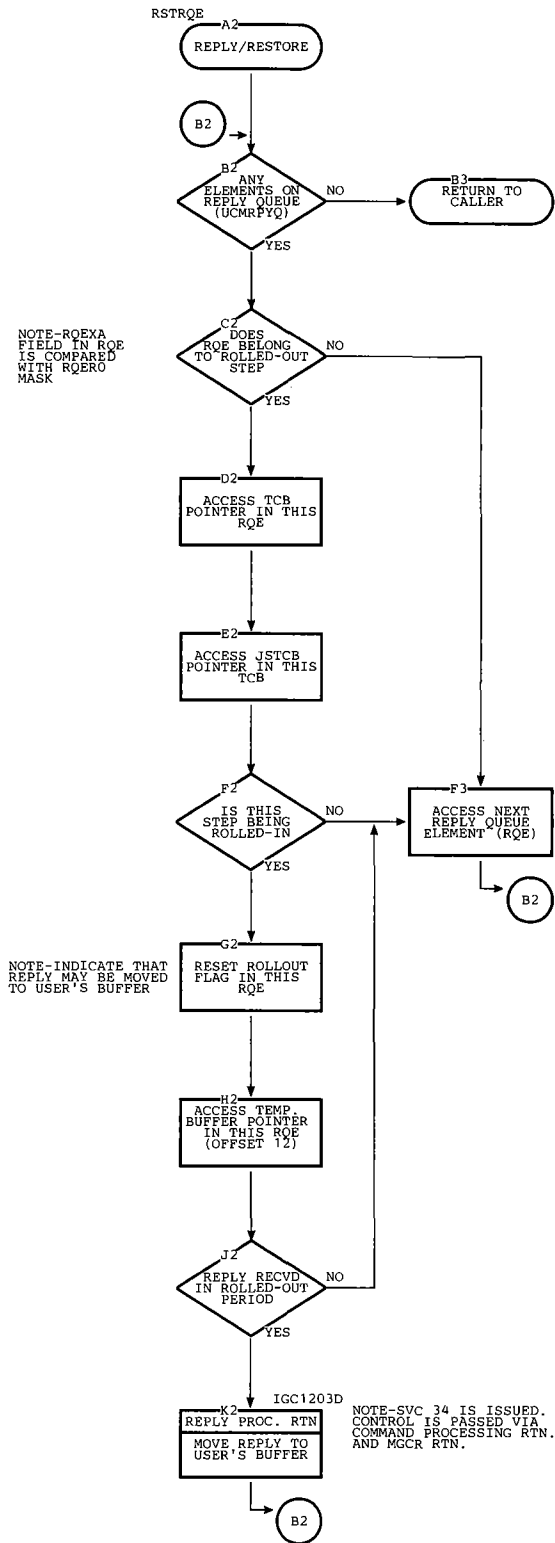 RSTRQE
A2
REPLY/RESTORE
B2
B2
ANY
ELEMENTS ON
REPLY QUEUE
(UCMRPYQ)
NO
YES
B3
RETURN TO
CALLER
NOTE-RQEXA
FIELD IN RQE
IS COMPARED
WITH RQERO
MASK
C2
DOES
RQE BELONG
TO ROLLED-OUT
STEP
NO
YES
D2
ACCESS TCB
POINTER IN THIS
RQE
E2
ACCESS JSTCB
POINTER IN THIS
TCB
F2
IS THIS
STEP BEING
ROLLED-IN
NO
YES
F3
ACCESS NEXT
REPLY QUEUE
ELEMENT (RQE)
B2
NOTE-INDICATE THAT
REPLY MAY BE MOVED
TO USER'S BUFFER
G2
RESET ROLLOUT
FLAG IN THIS
RQE
H2
ACCESS TEMP.
BUFFER POINTER
IN THIS RQE
(OFFSET 12)
J2
REPLY RECVD
IN ROLLED-OUT
PERIOD
NO
YES
IGC1203D
K2
REPLY PROC. RTN
MOVE REPLY TO
USER'S BUFFER
NOTE-SVC 34 IS ISSUED.
CONTROL IS PASSED VIA
COMMAND PROCESSING RTN.
AND MGCR RTN.
B2